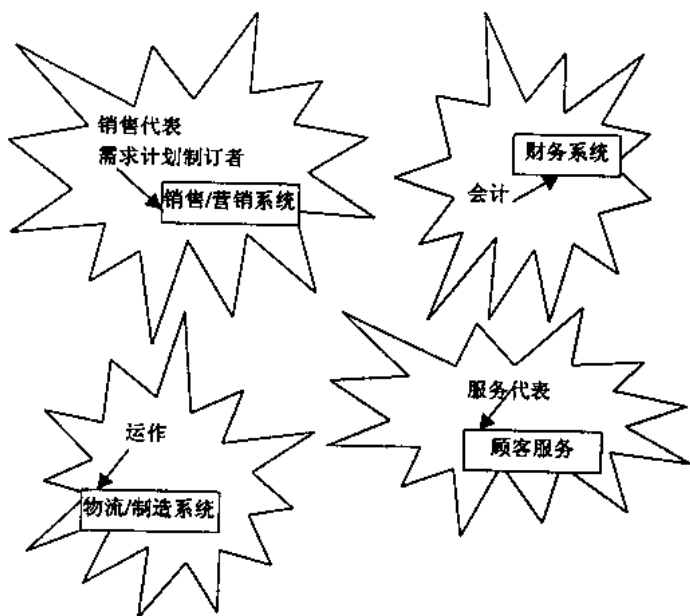 销售代表
需求计划制订者
销售/营销系统
财务系统
会计
服务代表
顾客服务
运作
物流/制造系统